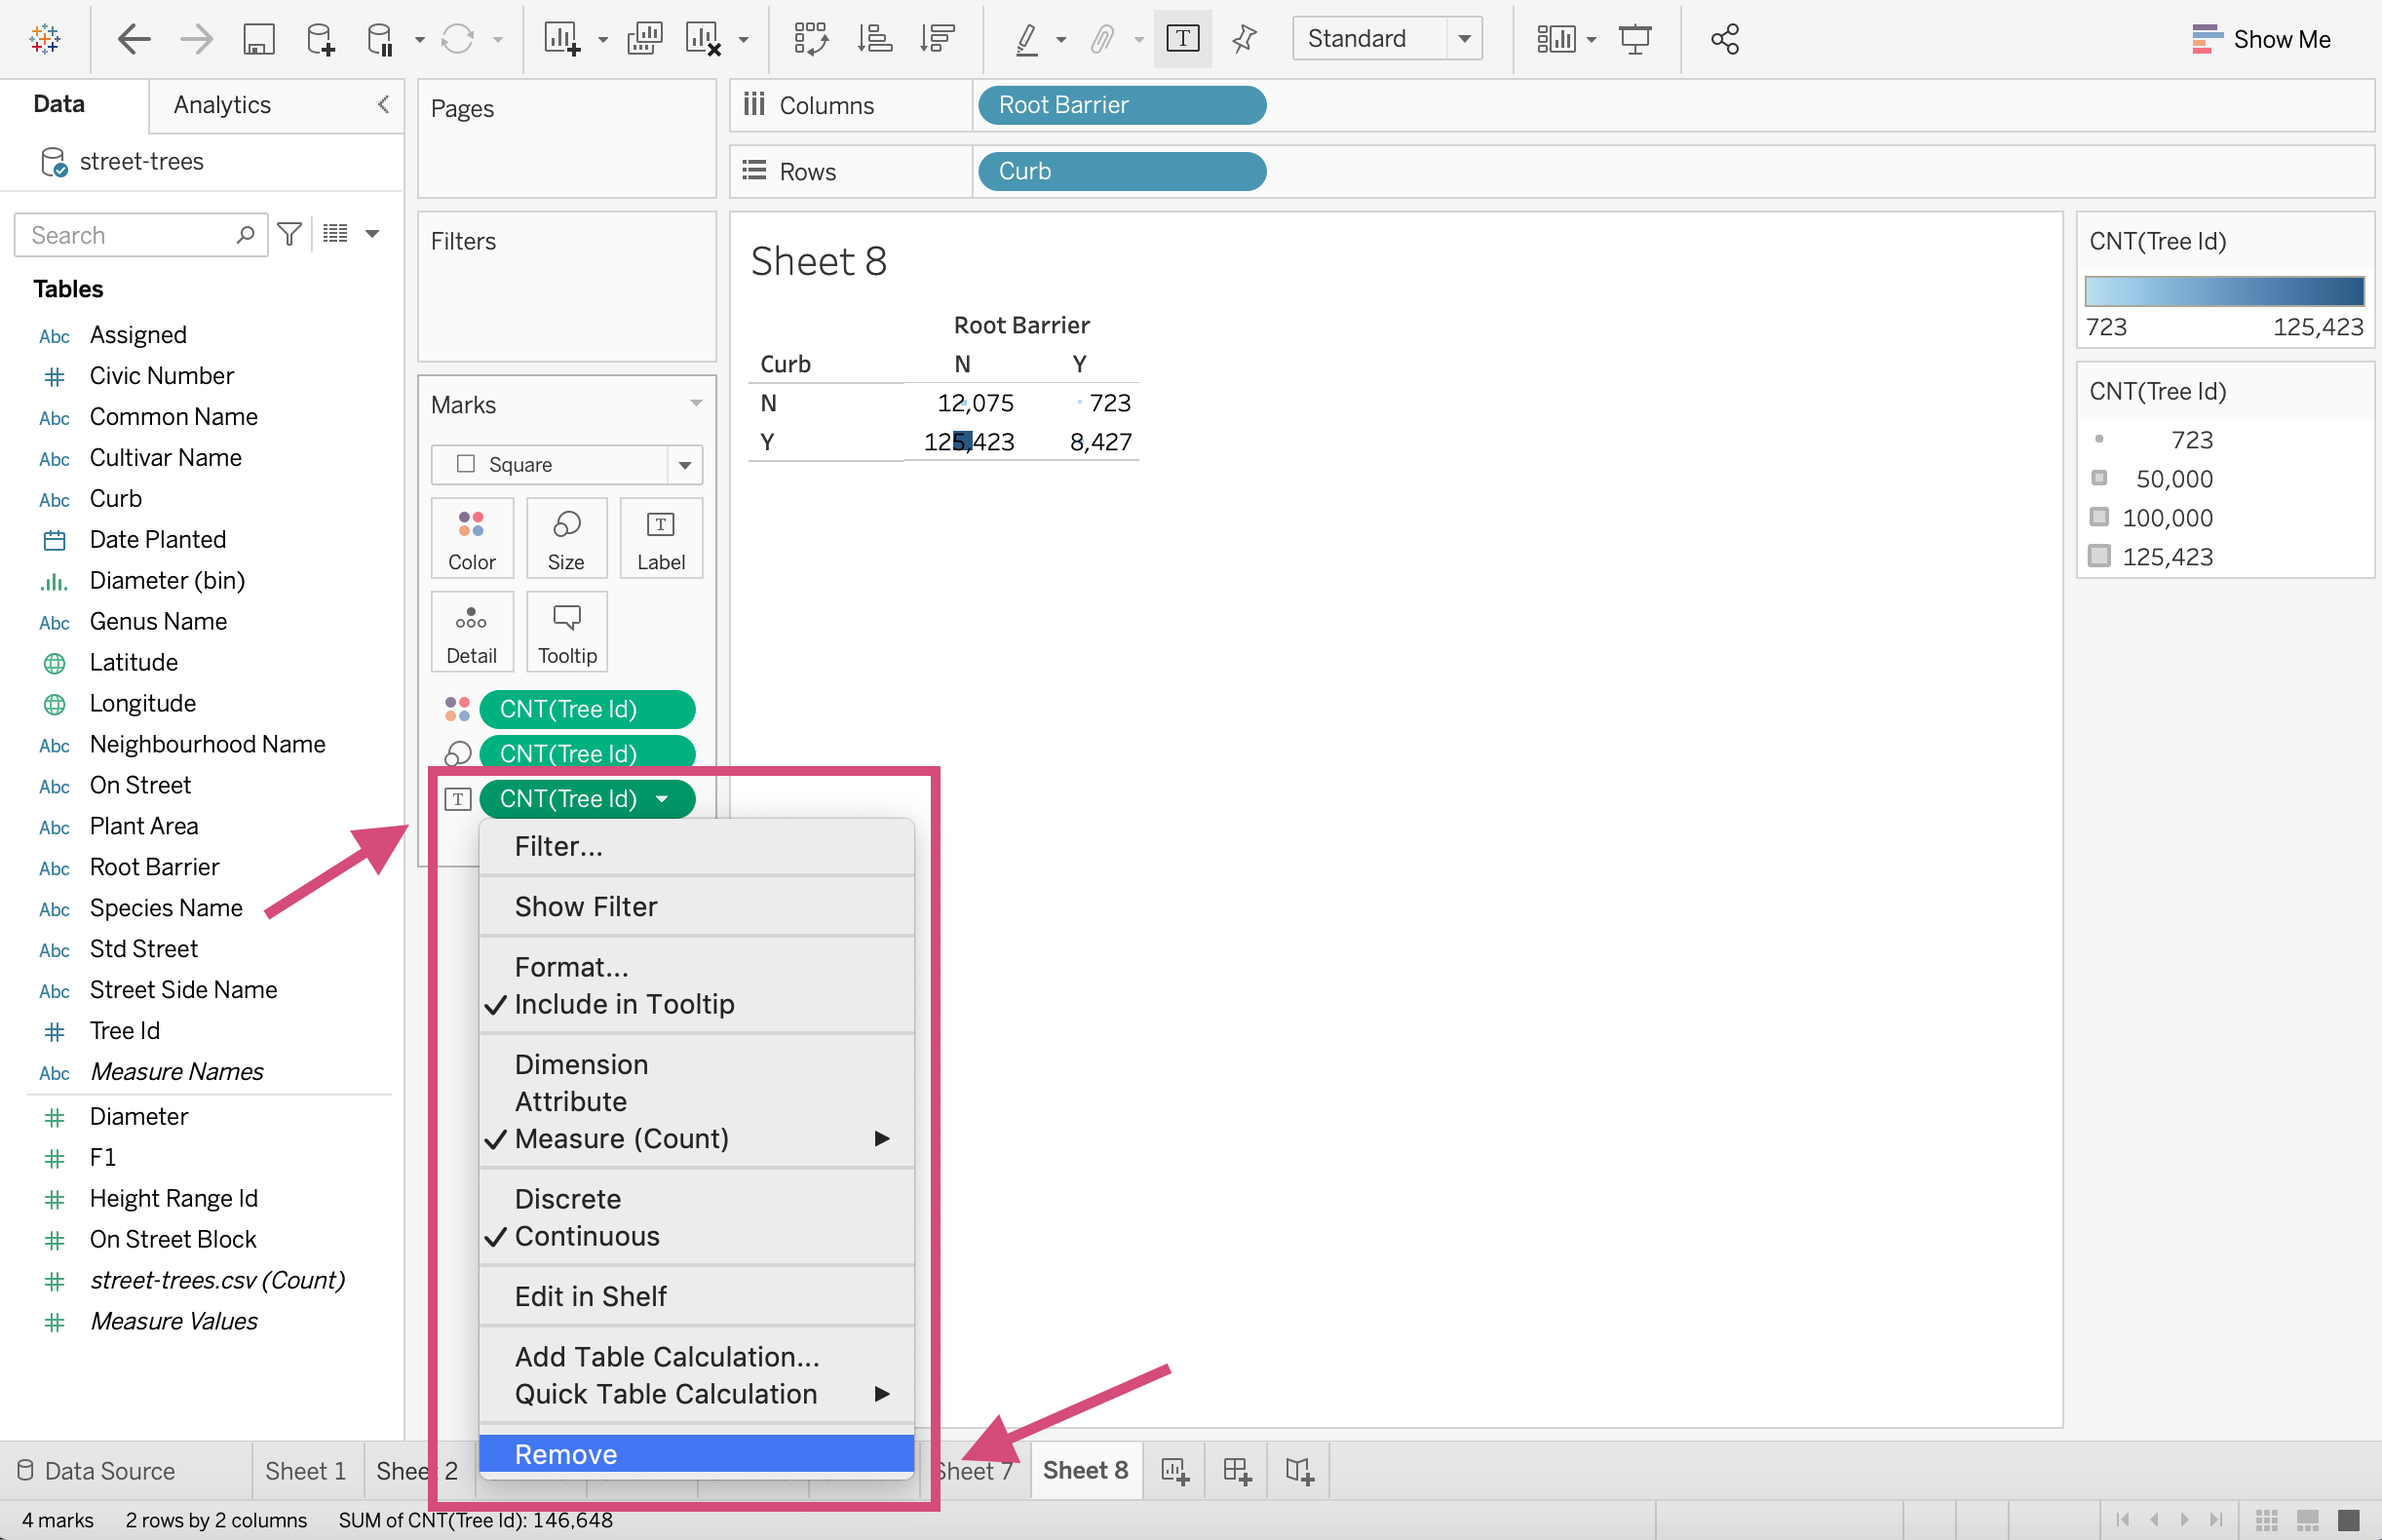 Standard
Show Me
Data
Analytics
street-trees
Search
Tables
Abc Assigned
Civic Number
Abc Common Name
Abc Cultivar Name
Abc Curb
Date Planted
Diameter (bin)
Abc Genus Name
Latitude
Longitude
Abc Neighbourhood Name
Abc On Street
Abc Plant Area
Abc Root Barrier
Abc Species Name
Abc Std Street
Abc Street Side Name
Tree Id
Abc Measure Names
Diameter
F1
Height Range Id
On Street Block
street-trees.csv (Count)
Measure Values
Pages
Filters
Marks
Square
Color
Size
T
Label
Detail
Tooltip
CNT(Tree Id)
CNT(Tree Id)
T CNT(Tree Id)
Filter...
Show Filter
Format...
✓ Include in Tooltip
Dimension
Attribute
✓ Measure (Count)
Discrete
✓ Continuous
Edit in Shelf
Add Table Calculation...
Quick Table Calculation
Remove
Columns
Root Barrier
Rows
Curb
Sheet 8
Root Barrier
Curb N Y
N 12,075 723
Y 125,423 8,427
CNT(Tree Id)
723 125,423
CNT(Tree Id)
723
50,000
100,000
125,423
Data Source
Sheet 1
Sheet 2
Sheet 7
Sheet 8
4 marks
2 rows by 2 columns
SUM of CNT(Tree Id): 146,648